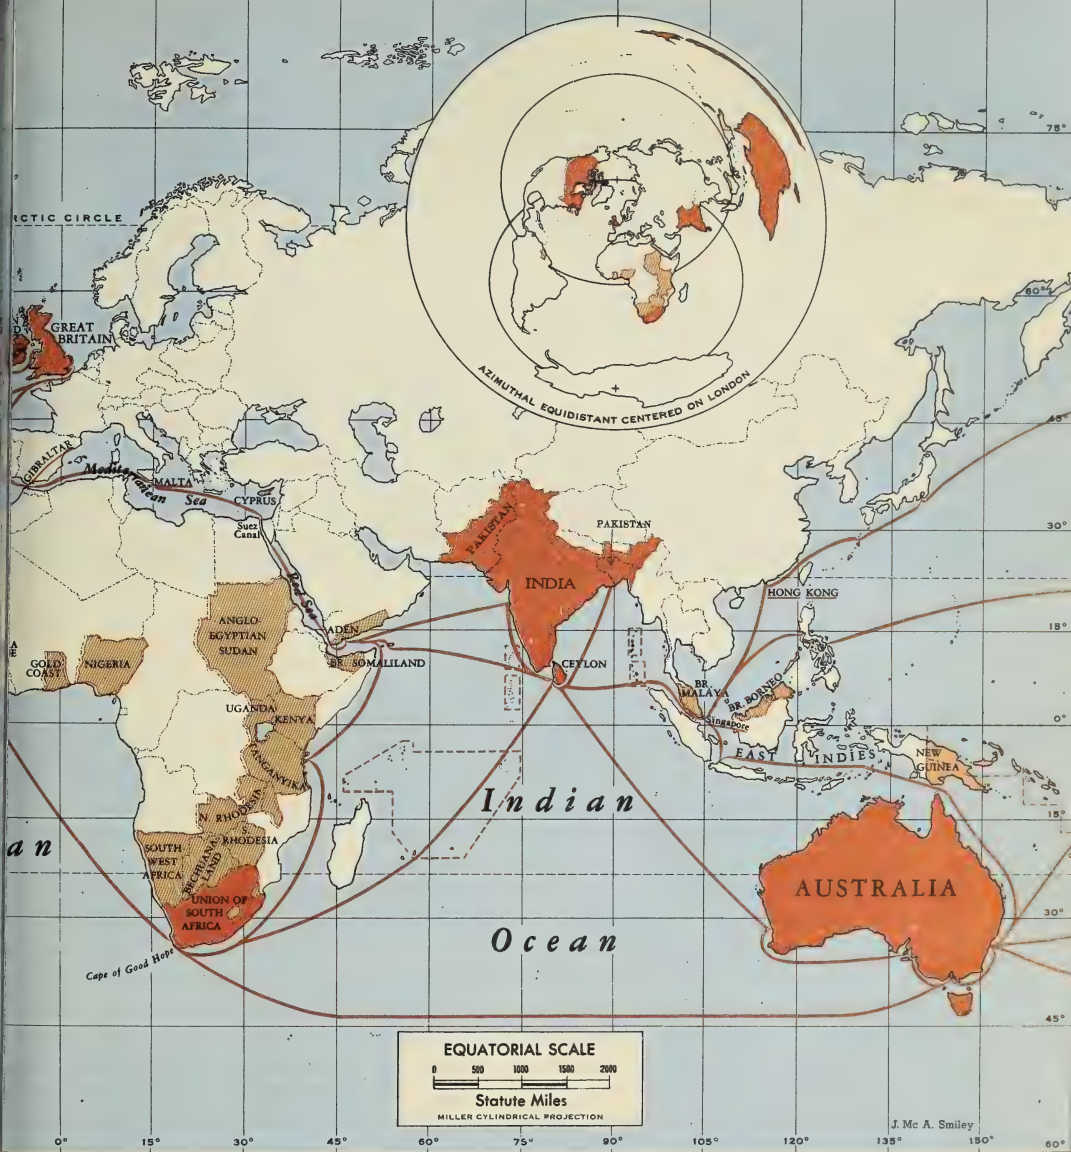 75°
ARCTIC CIRCLE
60°
GREAT
BRITAIN
AZIMUTHAL EQUIDISTANT CENTERED ON LONDON
45°
GIBRALTAR
Mediterranean
Sea
MALTA
CYPRUS
Suez
Canal
PAKISTAN
PAKISTAN
30°
INDIA
Red Sea
HONG KONG
ANGLO-
EGYPTIAN
SUDAN
ADEN
15°
GOLD
COAST
NIGERIA
BR. SOMALILAND
CEYLON
BR.
MALAYA
BR. BORNEO
UGANDA
KENYA
Singapore
0°
EAST INDIES
NEW
GUINEA
TANGANYIKA
Indian
N. RHODESIA
15°
S.
RHODESIA
an
SOUTH
WEST
AFRICA
BECHUANA-
LAND
AUSTRALIA
UNION OF
SOUTH
AFRICA
30°
Ocean
Cape of Good Hope
45°
EQUATORIAL SCALE
0 500 1000 1500 2000
Statute Miles
MILLER CYLINDRICAL PROJECTION
J. Mc A. Smiley
0° 15° 30° 45° 60° 75° 90° 105° 120° 135° 150° 60°